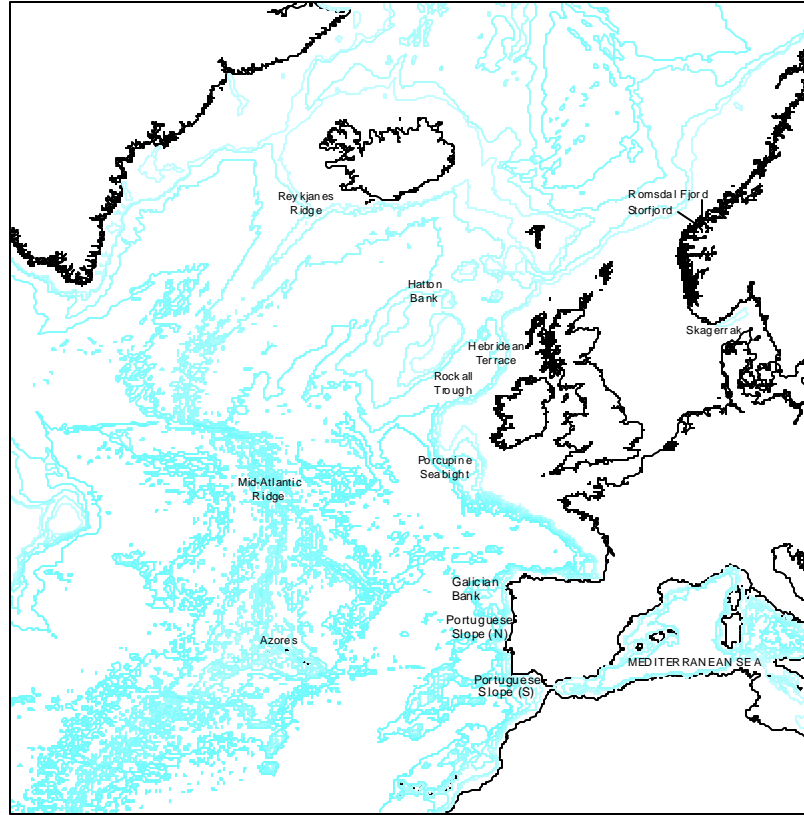 Reykjanes
Ridge
Romsdal Fjord
Storfjord
Hatton
Bank
Skagerrak
Hebridean
Terrace
Rockall
Trough
Porcupine
Seabight
Mid-Atlantic
Ridge
Galician
Bank
Portuguese
Slope (N)
Azores
MEDITERRANEAN SEA
Portuguese
Slope (S)